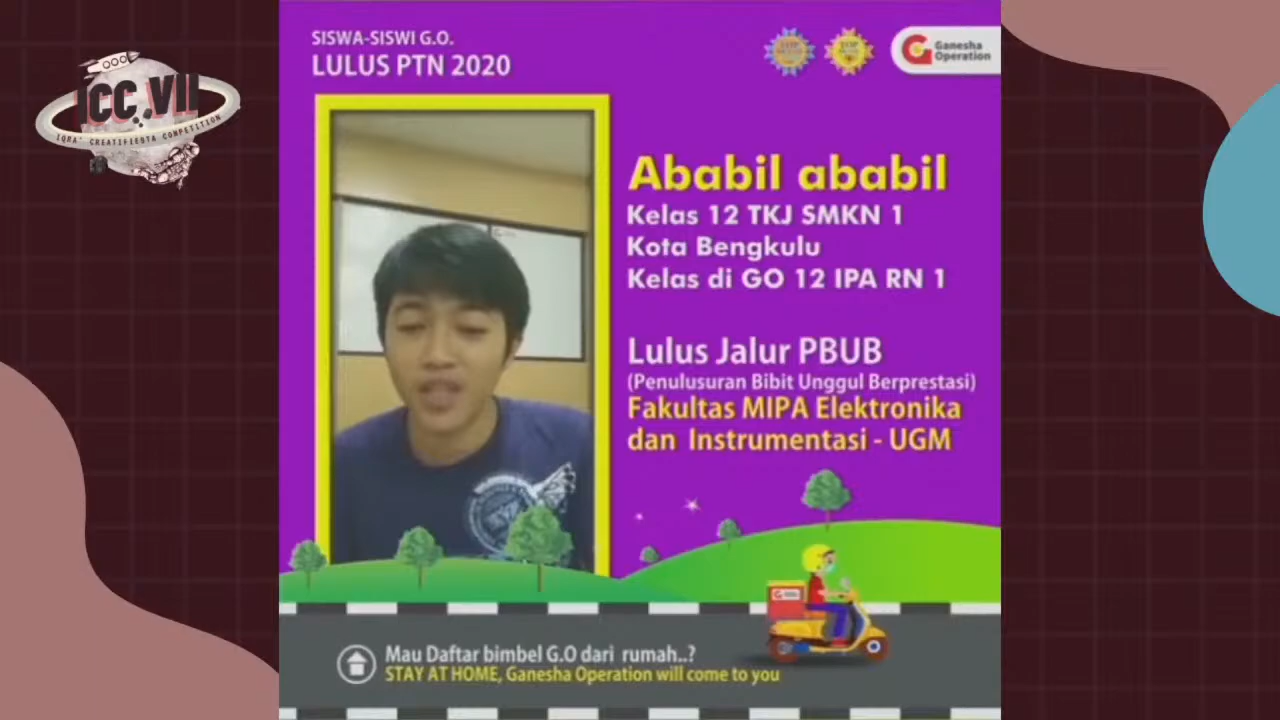 ICC VII
IQRA' CREATIFIESTA COMPETITION
SISWA-SISWI G.O.
LULUS PTN 2020
Ganesha
Operation
Ababil ababil
Kelas 12 TKJ SMKN 1
Kota Bengkulu
Kelas di GO 12 IPA RN 1
Lulus Jalur PBUB
(Penulusuran Bibit Unggul Berprestasi)
Fakultas MIPA Elektronika
dan Instrumentasi - UGM
Mau Daftar bimbel G.O dari rumah..?
STAY AT HOME, Ganesha Operation will come to you